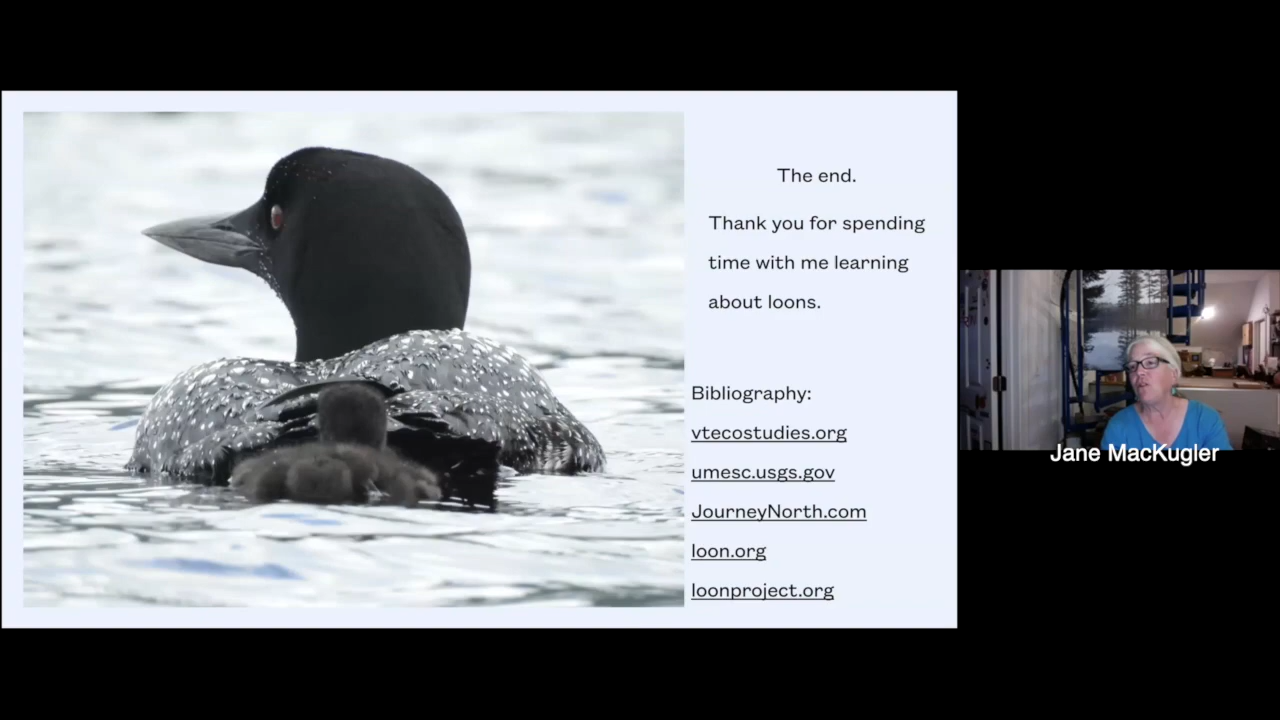 The end.
Thank you for spending
time with me learning
about loons.
Bibliography:
vtecostudies.org
umesc.usgs.gov
JourneyNorth.com
loon.org
loonproject.org
Jane MacKugler